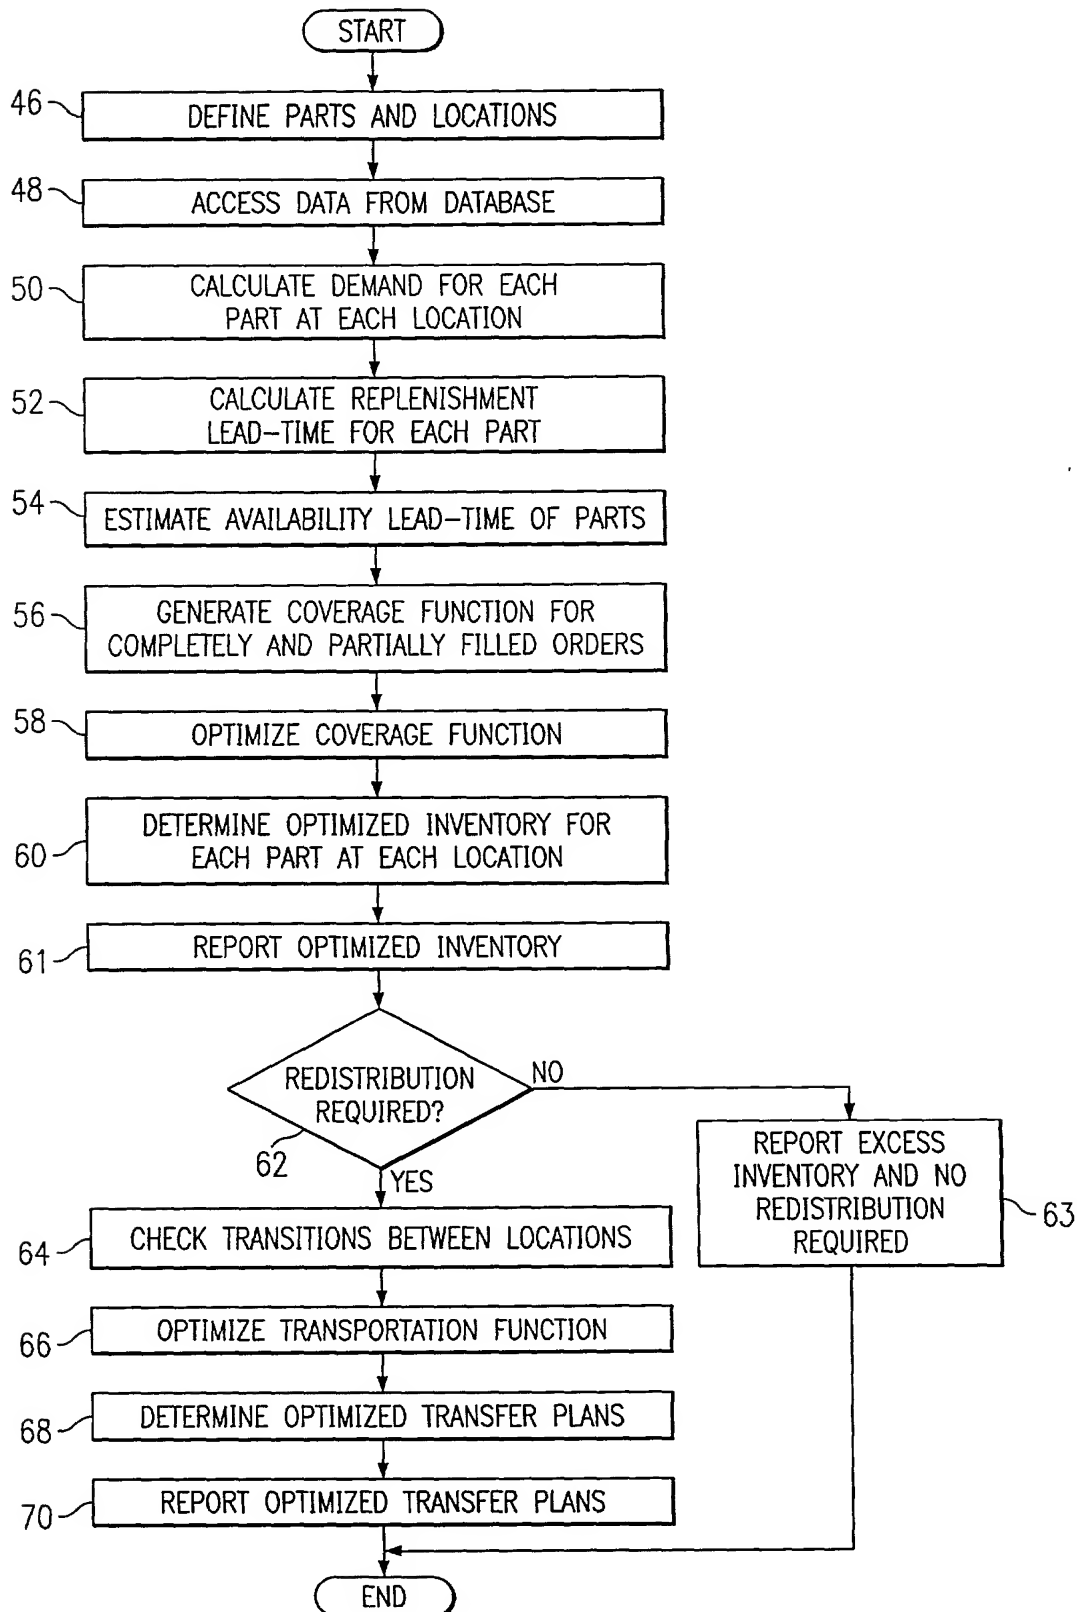 START
46
DEFINE PARTS AND LOCATIONS
48
ACCESS DATA FROM DATABASE
50
CALCULATE DEMAND FOR EACH
PART AT EACH LOCATION
52
CALCULATE REPLENISHMENT
LEAD-TIME FOR EACH PART
54
ESTIMATE AVAILABILITY LEAD-TIME OF PARTS
56
GENERATE COVERAGE FUNCTION FOR
COMPLETELY AND PARTIALLY FILLED ORDERS
58
OPTIMIZE COVERAGE FUNCTION
60
DETERMINE OPTIMIZED INVENTORY FOR
EACH PART AT EACH LOCATION
61
REPORT OPTIMIZED INVENTORY
REDISTRIBUTION
REQUIRED?
62
NO
YES
REPORT EXCESS
INVENTORY AND NO
REDISTRIBUTION
REQUIRED
63
64
CHECK TRANSITIONS BETWEEN LOCATIONS
66
OPTIMIZE TRANSPORTATION FUNCTION
68
DETERMINE OPTIMIZED TRANSFER PLANS
70
REPORT OPTIMIZED TRANSFER PLANS
END